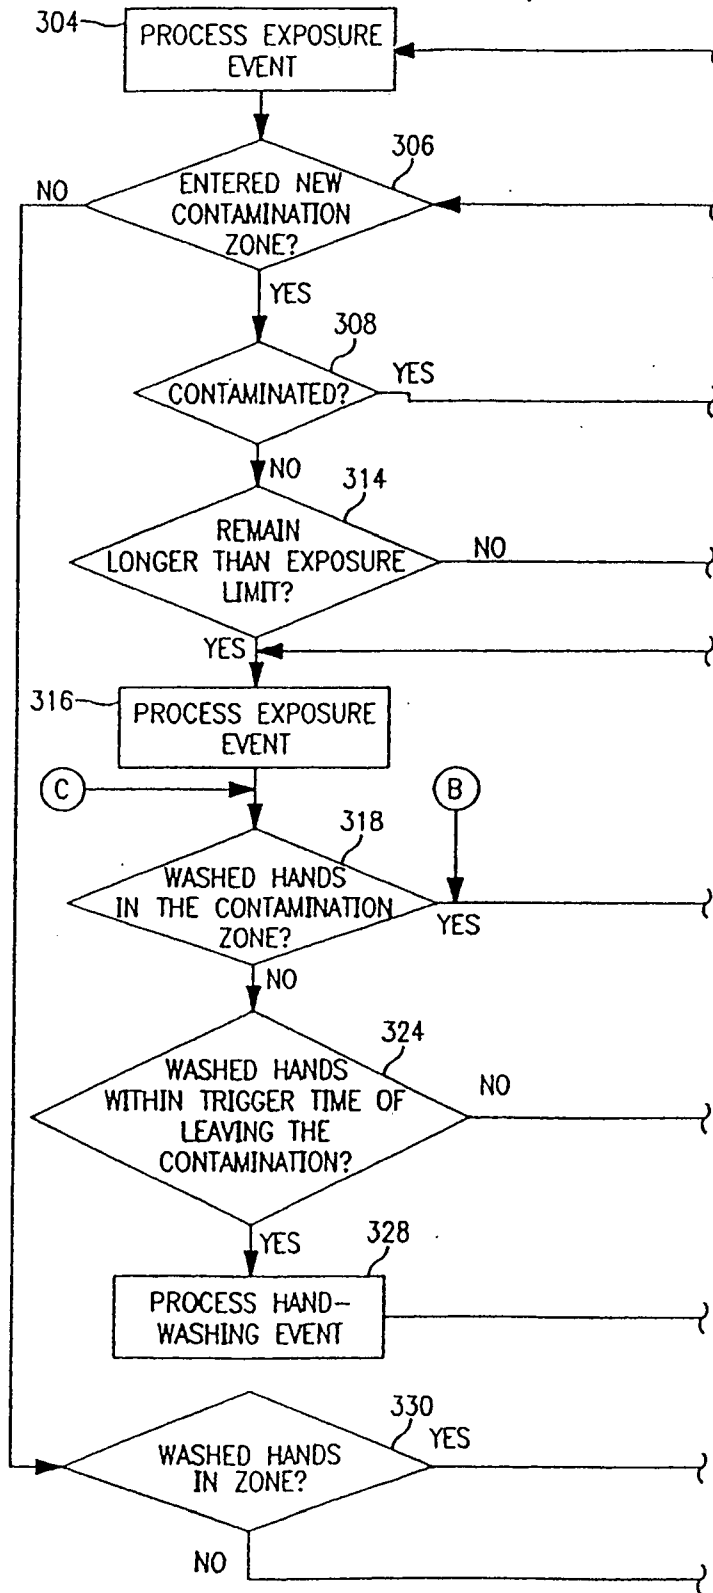 304
PROCESS EXPOSURE
EVENT
306
NO
ENTERED NEW
CONTAMINATION
ZONE?
YES
308
CONTAMINATED?
YES
NO
314
REMAIN
LONGER THAN EXPOSURE
LIMIT?
NO
YES
316
PROCESS EXPOSURE
EVENT
C
B
318
WASHED HANDS
IN THE CONTAMINATION
ZONE?
YES
NO
324
WASHED HANDS
WITHIN TRIGGER TIME OF
LEAVING THE
CONTAMINATION?
NO
YES
328
PROCESS HAND-
WASHING EVENT
330
WASHED HANDS
IN ZONE?
YES
NO